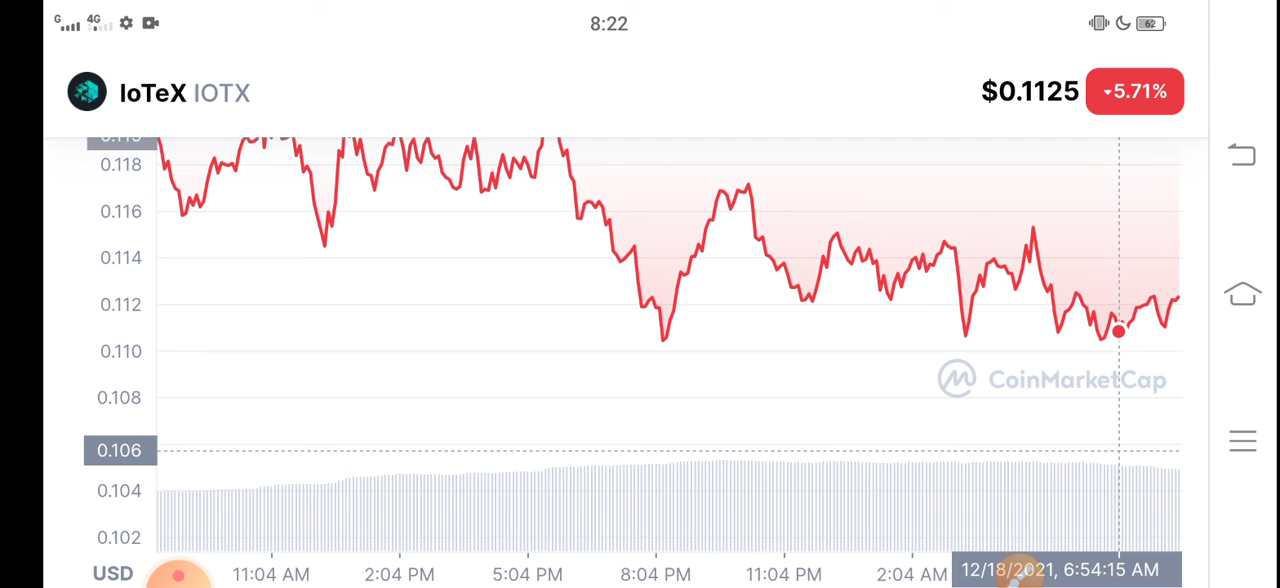 G 4G 8:22 62
IoTeX IOTX $0.1125 5.71%
0.118
0.116
0.114
0.112
0.110
0.108
CoinMarketCap
0.106
0.104
0.102
USD 11:04 AM 2:04 PM 5:04 PM 8:04 PM 11:04 PM 2:04 AM 12/18/2021, 6:54:15 AM